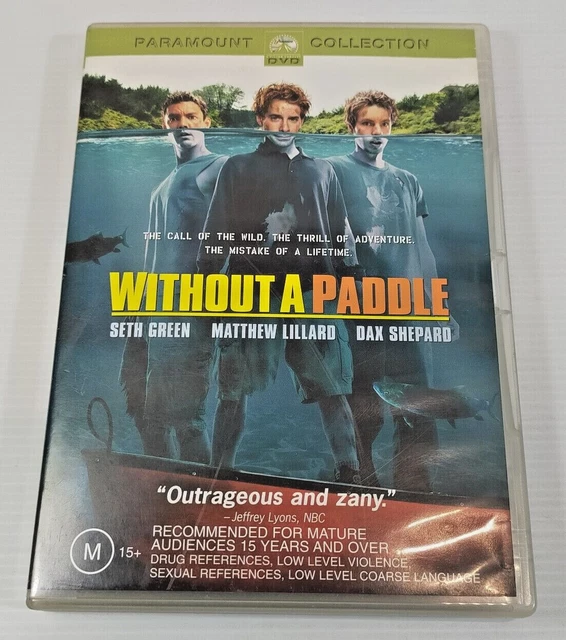 PARAMOUNT COLLECTION
DVD
THE CALL OF THE WILD. THE THRILL OF ADVENTURE.
THE MISTAKE OF A LIFETIME.
WITHOUT A PADDLE
SETH GREEN MATTHEW LILLARD DAX SHEPARD
“Outrageous and zany.”
–Jeffrey Lyons, NBC
M 15+
RECOMMENDED FOR MATURE
AUDIENCES 15 YEARS AND OVER
DRUG REFERENCES, LOW LEVEL VIOLENCE,
SEXUAL REFERENCES, LOW LEVEL COARSE LANGUAGE